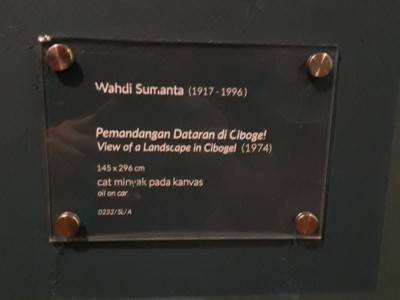 Wahdi Sumanta (1917 - 1996)
Pemandangan Dataran di Cibogel
View of a Landscape in Cibogel (1974)
145 x 296 cm
cat minyak pada kanvas
oil on car
0232/SL/A